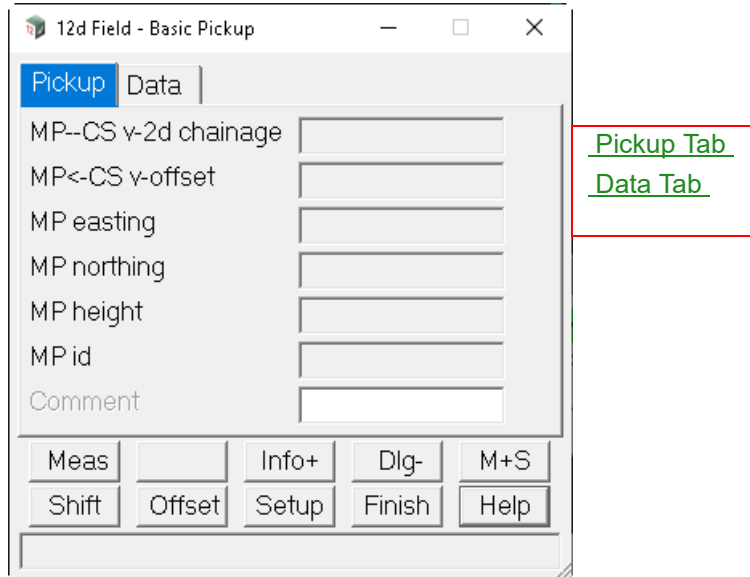 12d Field - Basic Pickup
Pickup Data
MP--CS v-2d chainage
MP<-CS v-offset
MP easting
MP northing
MP height
MP id
Comment
Meas Info+ Dlg- M+S
Shift Offset Setup Finish Help
Pickup Tab
Data Tab